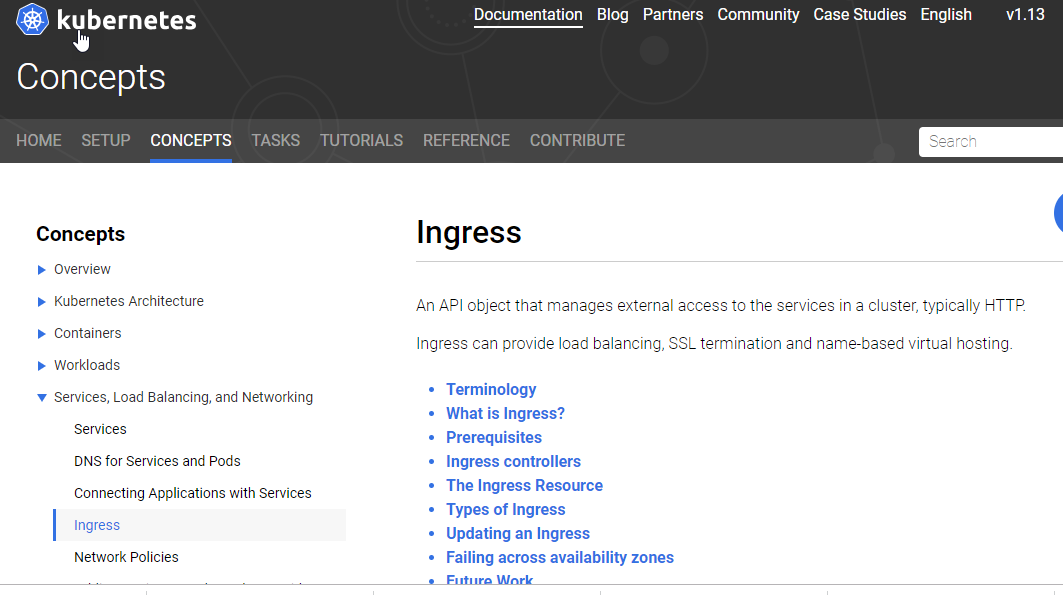 kubernetes
Documentation Blog Partners Community Case Studies English v1.13
Concepts
HOME SETUP CONCEPTS TASKS TUTORIALS REFERENCE CONTRIBUTE
Search
Concepts
Overview
Kubernetes Architecture
Containers
Workloads
Services, Load Balancing, and Networking
Services
DNS for Services and Pods
Connecting Applications with Services
Ingress
Network Policies
Ingress
An API object that manages external access to the services in a cluster, typically HTTP.
Ingress can provide load balancing, SSL termination and name-based virtual hosting.
Terminology
What is Ingress?
Prerequisites
Ingress controllers
The Ingress Resource
Types of Ingress
Updating an Ingress
Failing across availability zones
Future Work